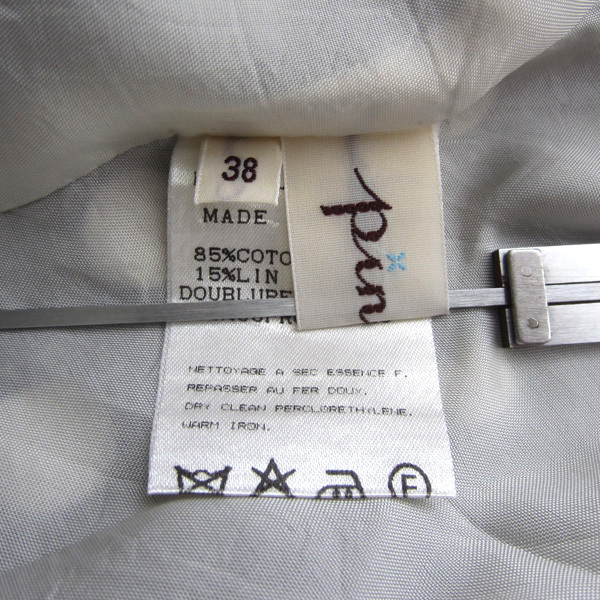 38
MADE
85%COTO
15%LIN
DOUBLURE
pin
NETTOYAGE A SEC ESSENCE F.
REPASSER AU FER DOUX.
DRY CLEAN PERCLORETHYLENE.
WARM IRON.
F